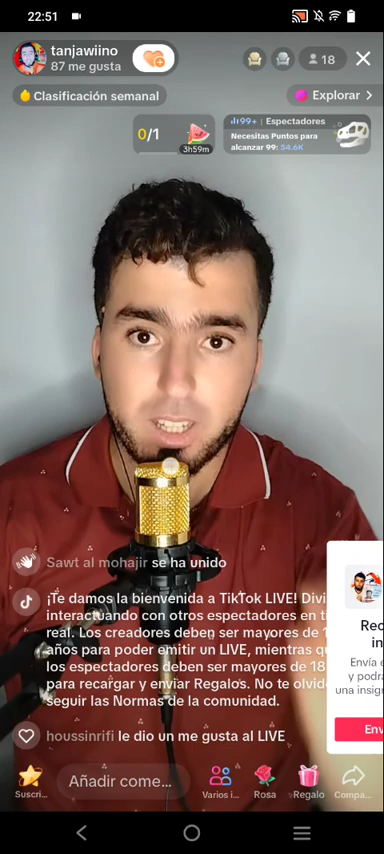 22:51
tanjawiino
87 me gusta
18
Clasificación semanal
Explorar >
0/1
3h59m
99+ | Espectadores
Necesitas Puntos para
alcanzar 99: 54.6K
Sawt al mohajir se ha unido
¡Te damos la bienvenida a TikTok LIVE! Divi
interactuando con otros espectadores en ti
real. Los creadores deben ser mayores de 1
años para poder emitir un LIVE, mientras qu
los espectadores deben ser mayores de 18
para recargar y enviar Regalos. No te olvide
seguir las Normas de la comunidad.
houssinrifi le dio un me gusta al LIVE
Rec
in
Envía e
y podrá
una insign
Env
Añadir come...
Suscri...
Varios i...
Rosa
Regalo
Compa...